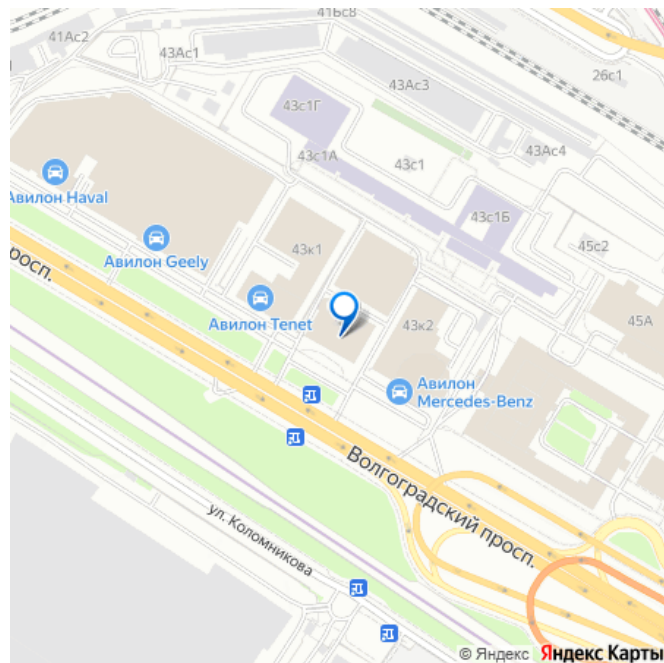 41Бс8
41Ас2
43Ас1
43Ас3
26с1
43с1Г
43с1А
43с1
43Ас4
Авилон Haval
43с1Б
45с2
43к1
Авилон Geely
просп.
Авилон Tenet
43к2
45А
Авилон
Mercedes-Benz
Волгоградский просп.
ул. Коломникова
© Яндекс Яндекс Карты